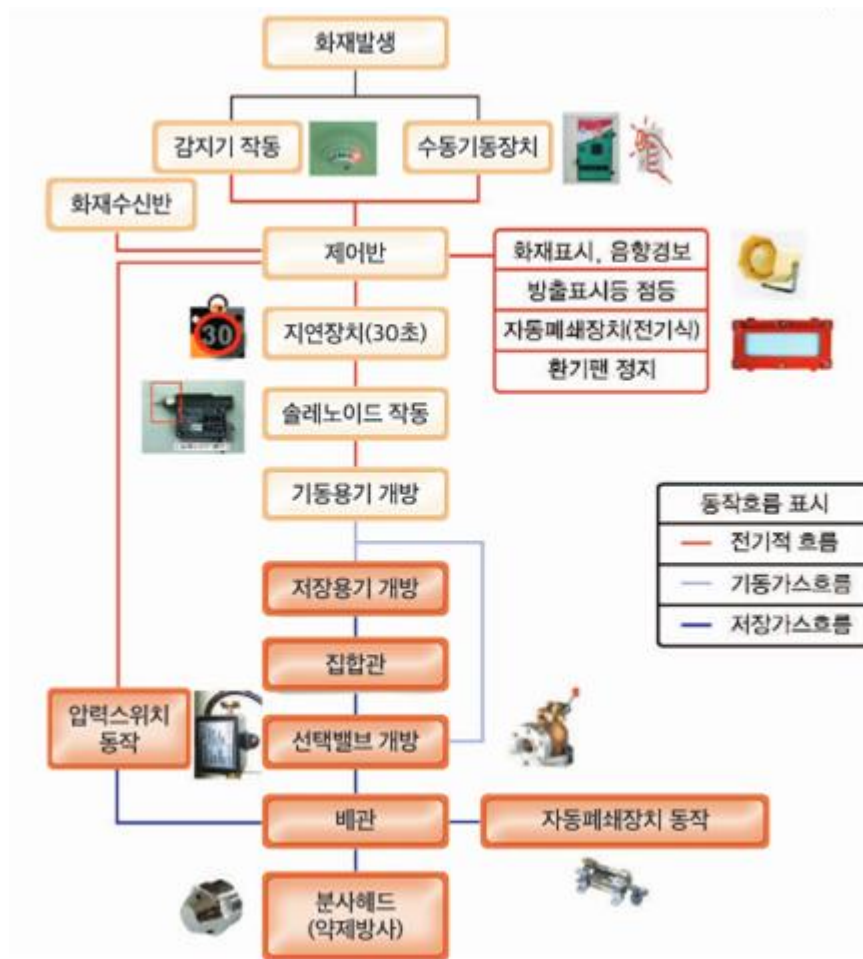 화재발생
감지기 작동
수동기동장치
화재수신반
제어반
화재표시, 음향경보
방출표시등 점등
자동폐쇄장치(전기식)
환기팬 정지
30
지연장치(30초)
솔레노이드 작동
기동용기 개방
동작흐름 표시
전기적 흐름
기동가스흐름
저장가스흐름
저장용기 개방
집합관
압력스위치
동작
선택밸브 개방
배관
자동폐쇄장치 동작
분사헤드
(약제방사)